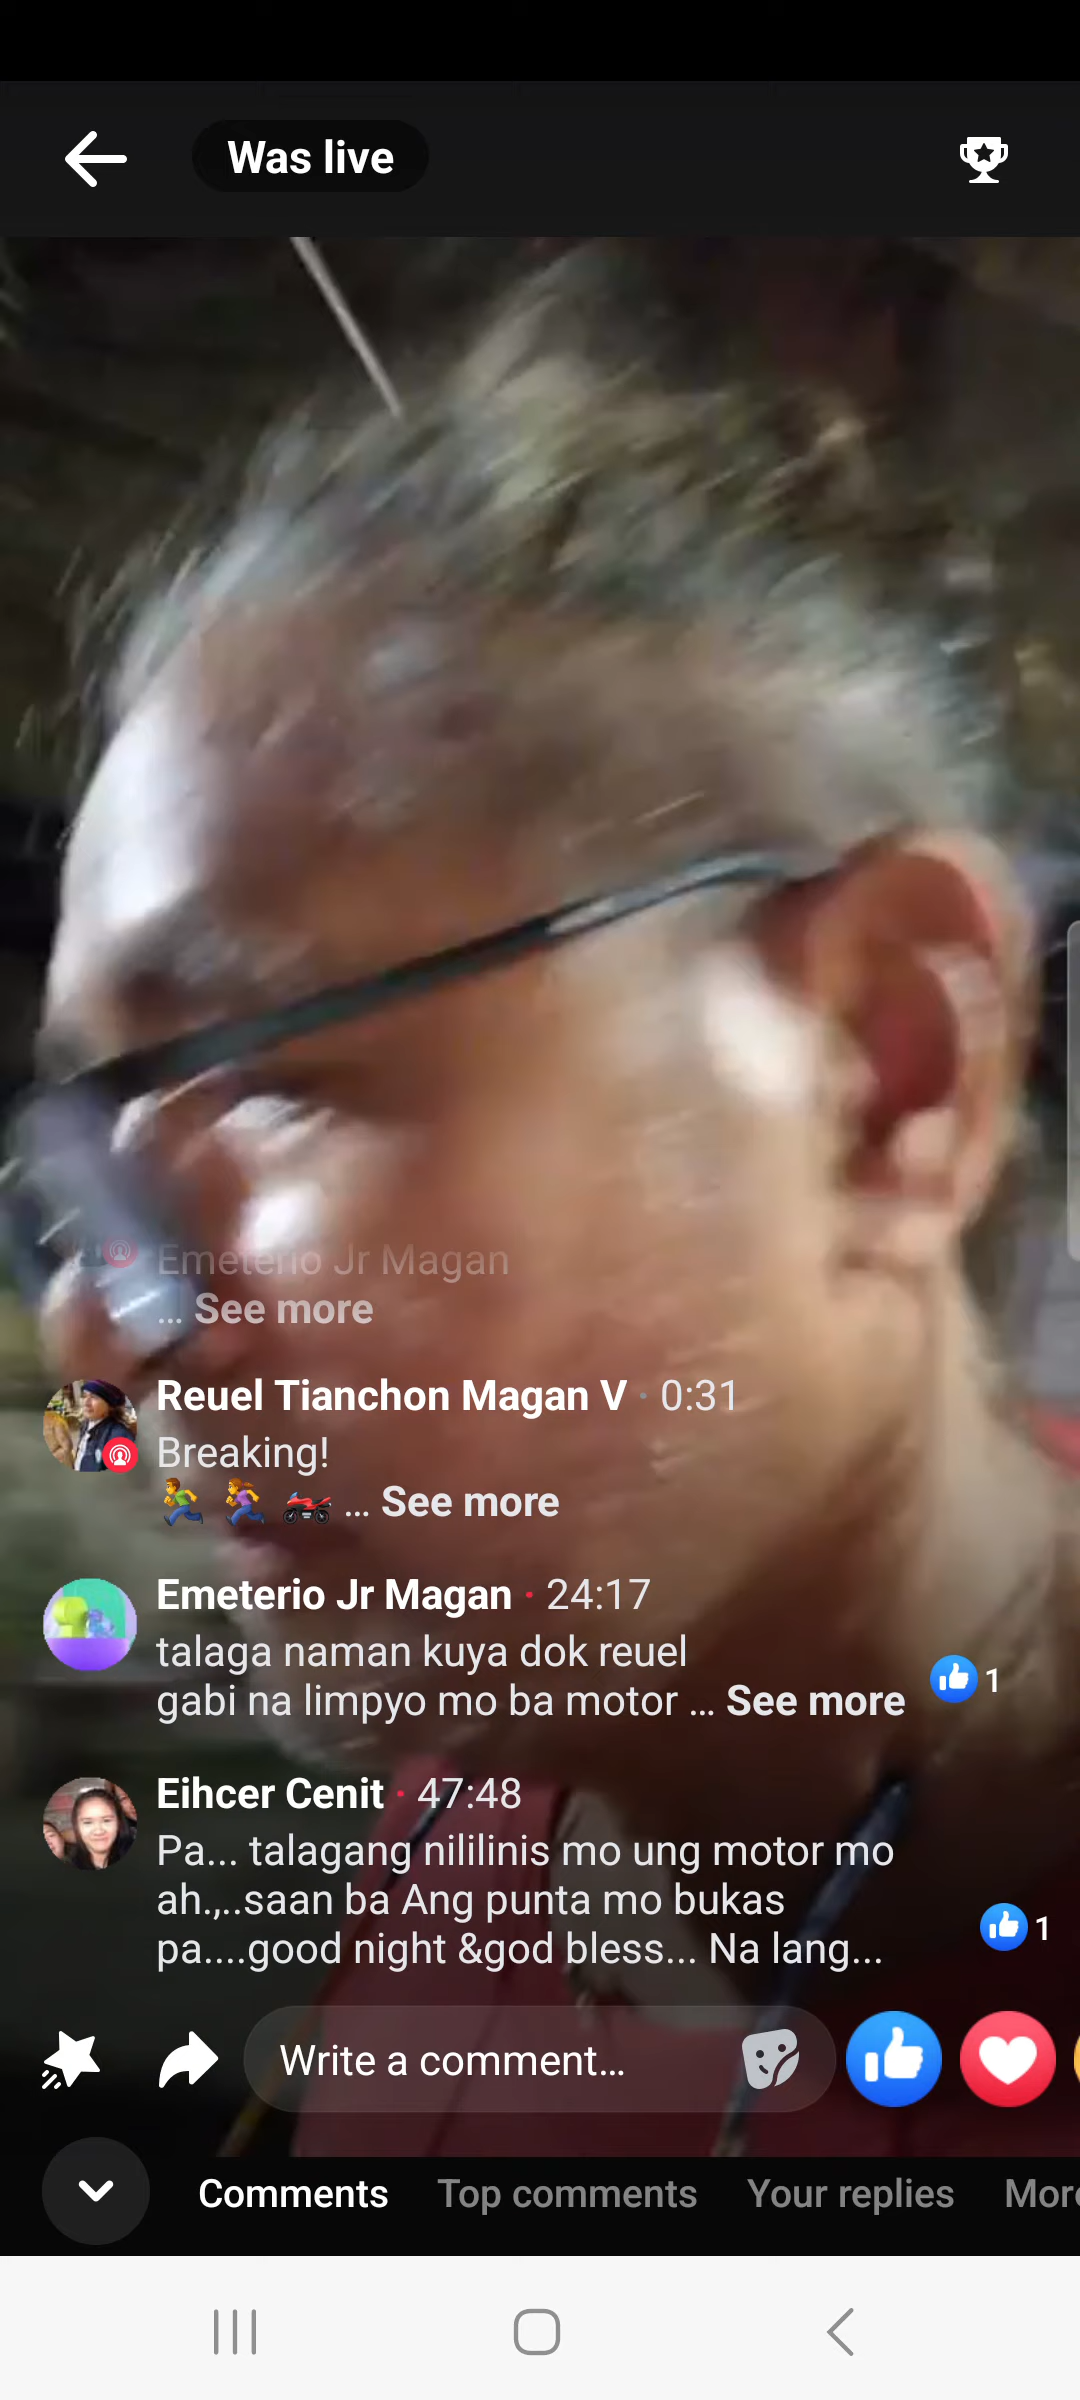 Was live
Emeterio Jr Magan
... See more
Reuel Tianchon Magan V · 0:31
Breaking!
🏃‍♂️ 🏃‍♀️ 🏍️ ... See more
Emeterio Jr Magan · 24:17
talaga naman kuya dok reuel
gabi na limpyo mo ba motor ... See more
1
Eihcer Cenit · 47:48
Pa... talagang nililinis mo ung motor mo
ah.,..saan ba Ang punta mo bukas
pa....good night &god bless... Na lang...
1
Write a comment...
Comments Top comments Your replies More